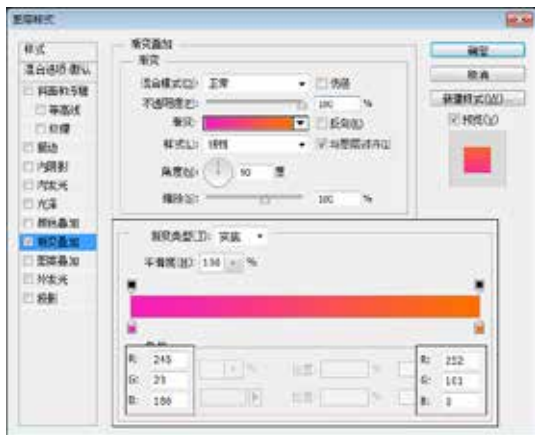 图层样式
样式
混合选项:默认
斜面和浮雕
等高线
纹理
描边
内阴影
内发光
光泽
颜色叠加
渐变叠加
图案叠加
外发光
投影
渐变叠加
渐变
混合模式(O): 正常 仿色
不透明度(P): 100 %
渐变: 反向(R)
样式(L): 线性 与图层对齐(I)
角度(N): 90 度
缩放(S): 100 %
确定
取消
新建样式(W)...
预览(V)
渐变类型(T): 实底
平滑度(M): 100 %
R: 245
G: 29
B: 186
R: 252
G: 101
B: 3